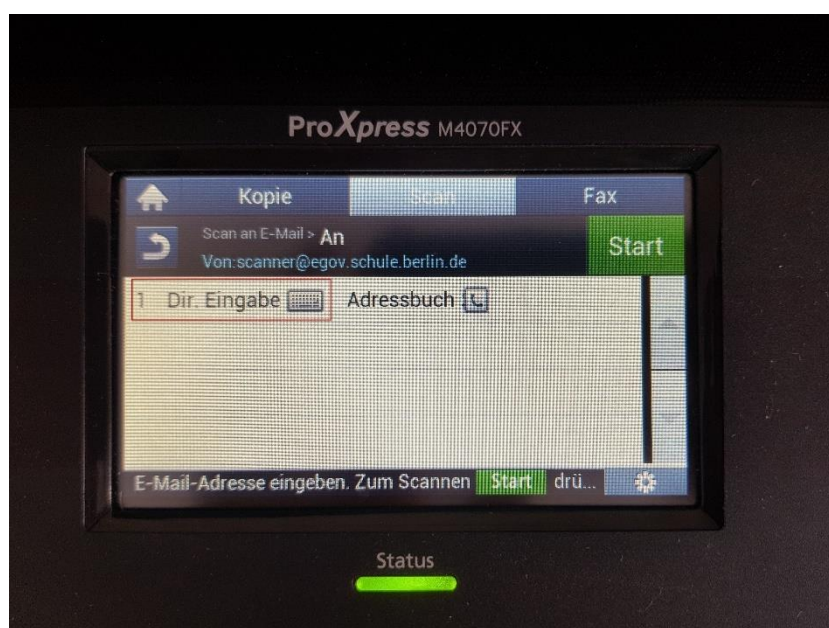 ProXpress M4070FX
Kopie Scan Fax
Scan an E-Mail > An
Start
Von:scanner@egov.schule.berlin.de
1 Dir. Eingabe Adressbuch
E-Mail-Adresse eingeben. Zum Scannen Start drü...
Status